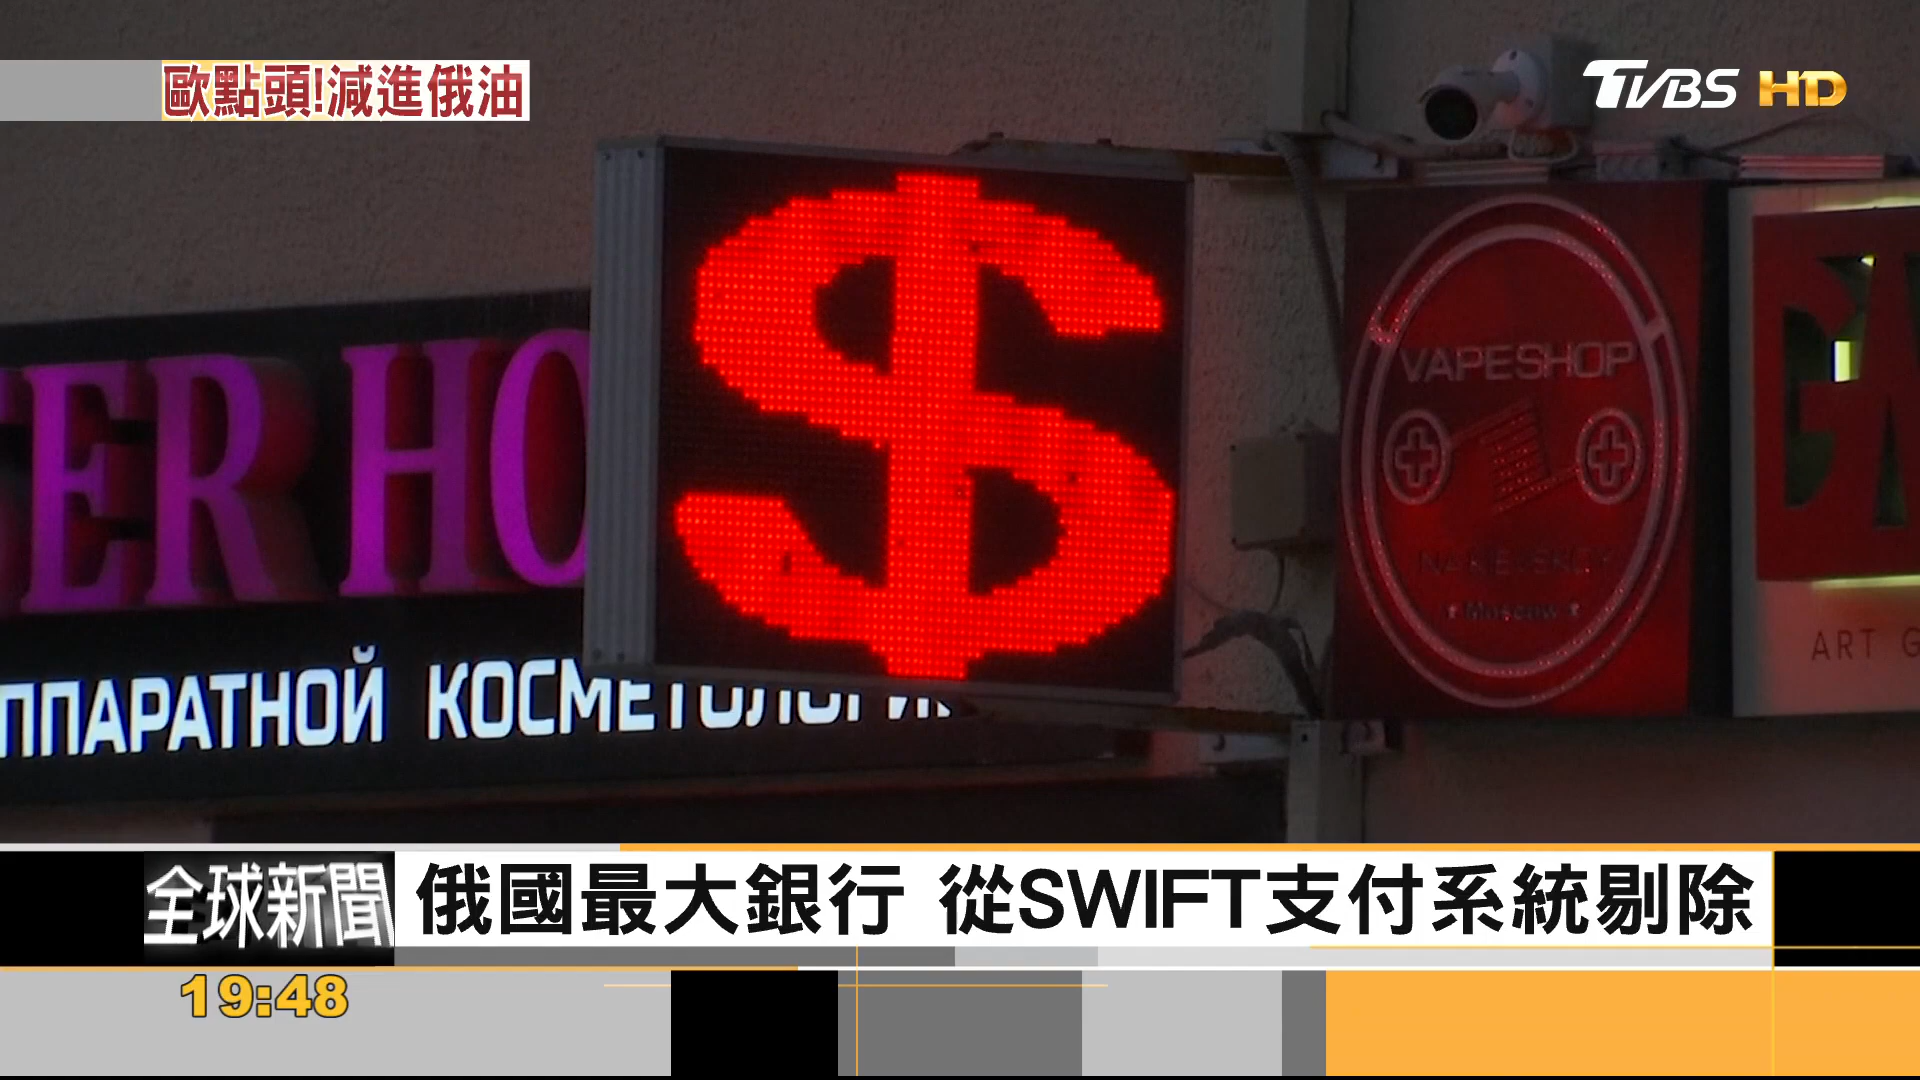 歐點頭!減進俄油
TVBS HD
ER HO
$
VAPESHOP
Moscow
ART G
ППАРАТНОЙ КОСМЕТОЛОГИ
全球新聞
俄國最大銀行 從SWIFT支付系統剔除
19:48